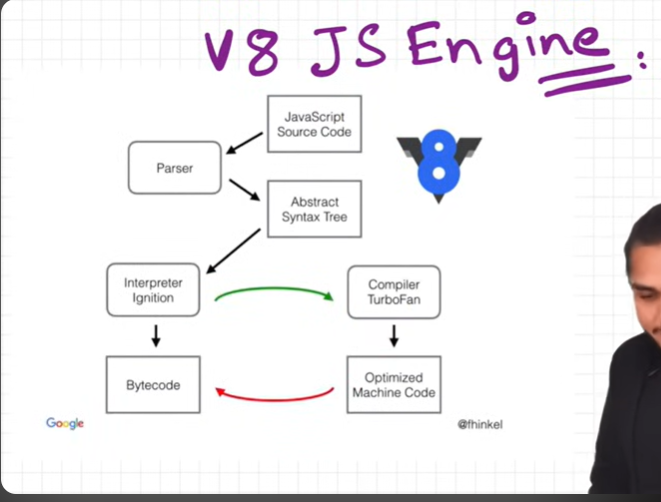 V8 JS Engine:
JavaScript
Source Code
Parser
Abstract
Syntax Tree
Interpreter
Ignition
Compiler
TurboFan
Bytecode
Optimized
Machine Code
Google
@fhinkel